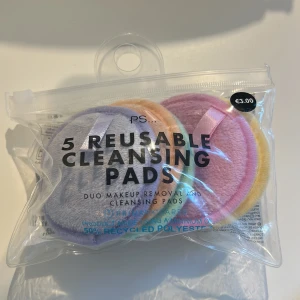 PS...
€3.00
5 REUSABLE
CLEANSING
PADS
DUO MAKEUP REMOVAL AND
CLEANSING PADS
RECYCLED POLYESTER